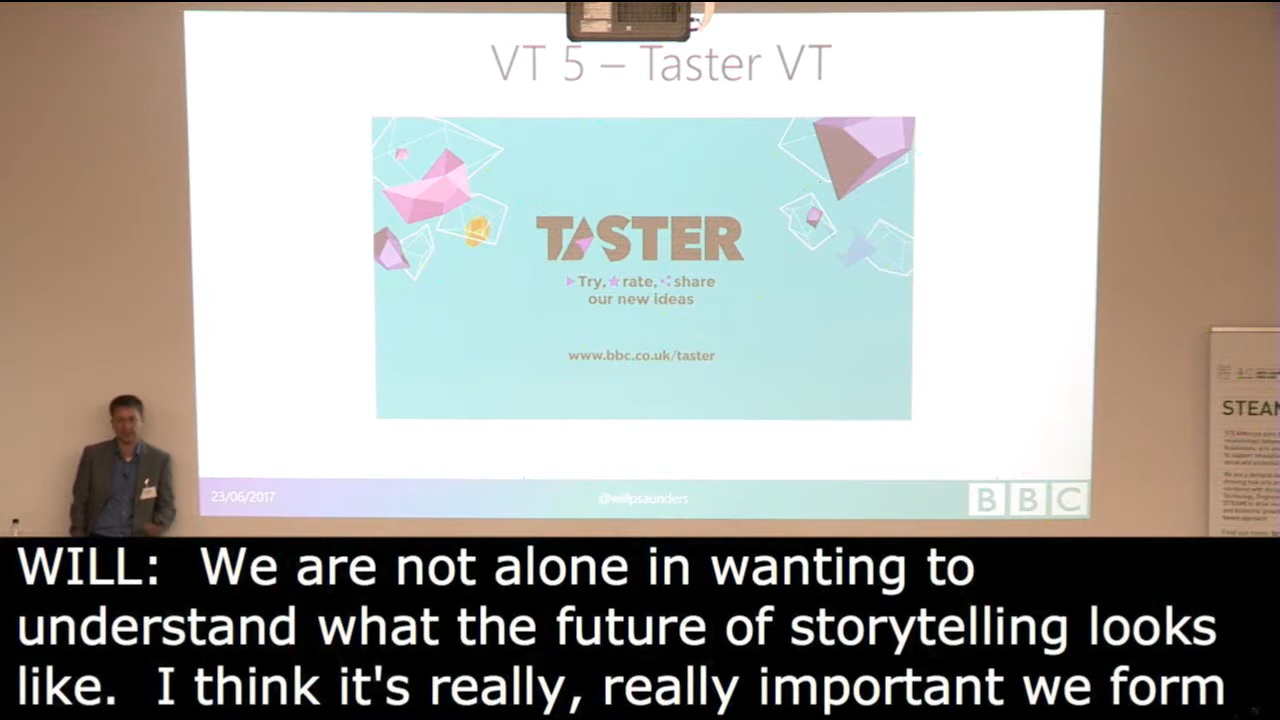 VT 5 – Taster VT
TASTER
Try, rate, share
our new ideas
www.bbc.co.uk/taster
23/06/2017
@willpsaunders
BBC
STEAM
WILL:  We are not alone in wanting to
understand what the future of storytelling looks
like.  I think it's really, really important we form